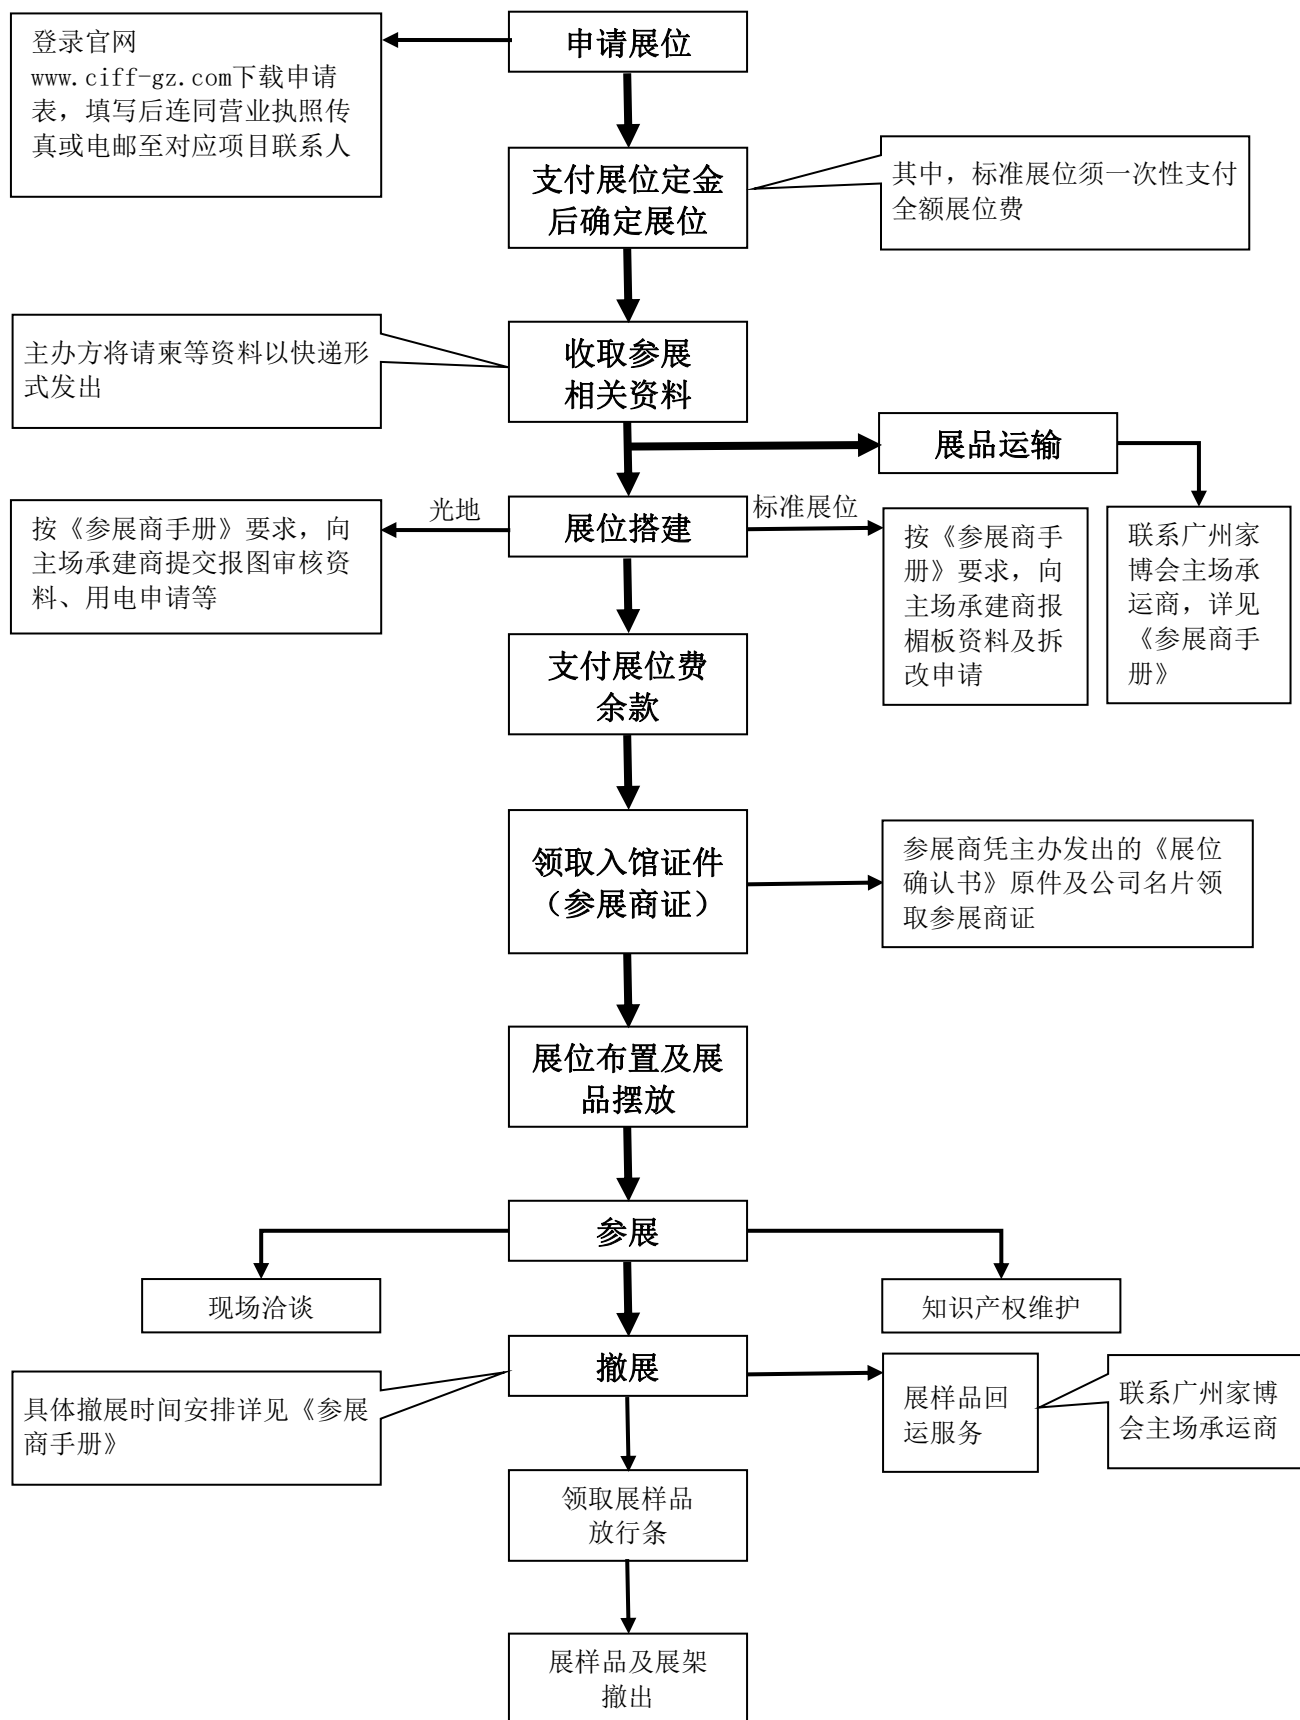 申请展位
登录官网
www.ciff-gz.com下载申请
表，填写后连同营业执照传
真或电邮至对应项目联系人
支付展位定金
后确定展位
其中，标准展位须一次性支付
全额展位费
收取参展
相关资料
主办方将请柬等资料以快递形
式发出
展品运输
联系广州家
博会主场承
运商，详见
《参展商手
册》
展位搭建
光地
按《参展商手册》要求，向
主场承建商提交报图审核资
料、用电申请等
标准展位
按《参展商手
册》要求，向
主场承建商报
楣板资料及拆
改申请
支付展位费
余款
领取入馆证件
（参展商证）
参展商凭主办发出的《展位
确认书》原件及公司名片领
取参展商证
展位布置及展
品摆放
参展
现场洽谈
知识产权维护
撤展
具体撤展时间安排详见《参展
商手册》
展样品回
运服务
联系广州家博
会主场承运商
领取展样品
放行条
展样品及展架
撤出